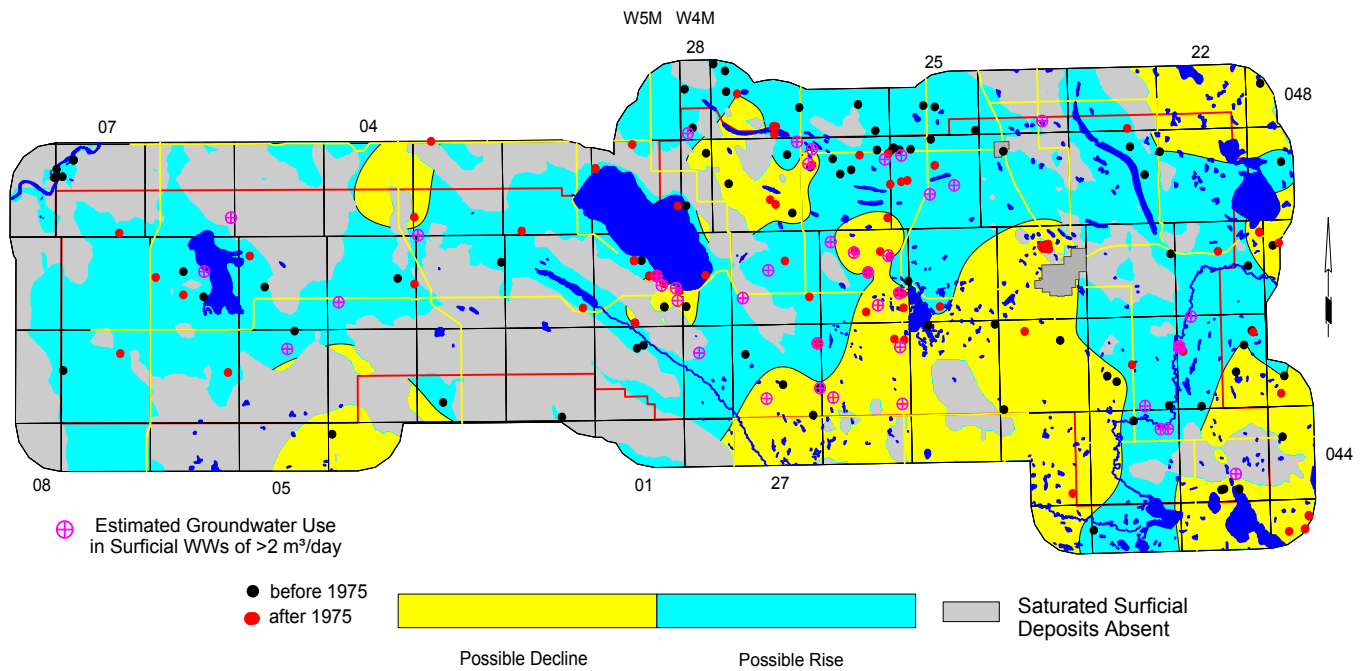 W5M W4M
28
25
22
048
07
04
044
08
05
01
27
Estimated Groundwater Use
in Surficial WWs of >2 m³/day
before 1975
after 1975
Saturated Surficial
Deposits Absent
Possible Decline
Possible Rise